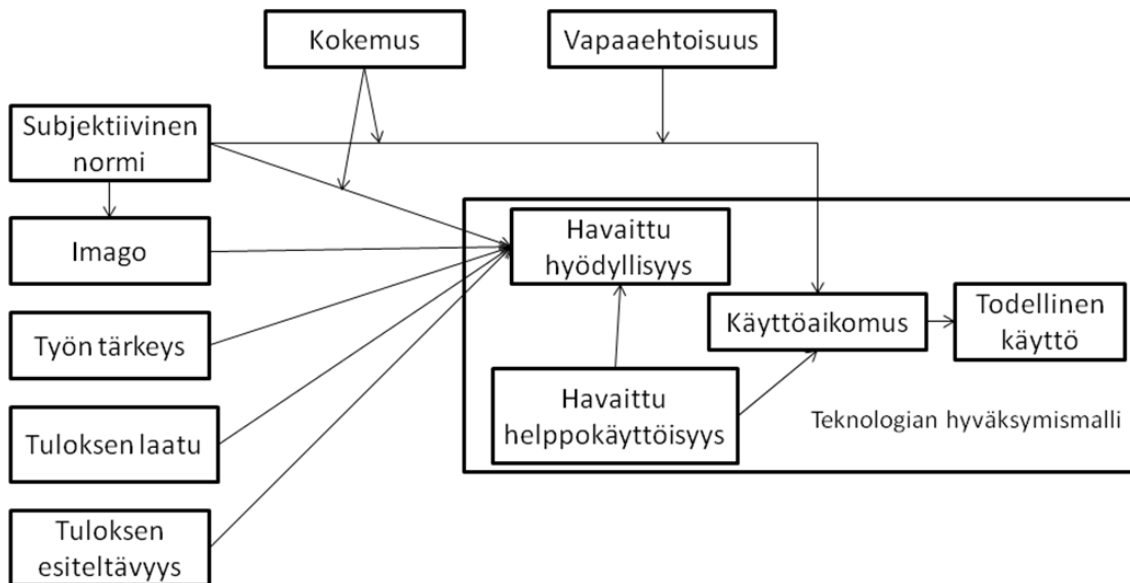 Kokemus
Vapaaehtoisuus
Subjektiivinen
normi
Imago
Havaittu
hyödyllisyys
Työn tärkeys
Käyttöaikomus
Todellinen
käyttö
Havaittu
helppokäyttöisyys
Teknologian hyväksymismalli
Tuloksen laatu
Tuloksen
esiteltävyys